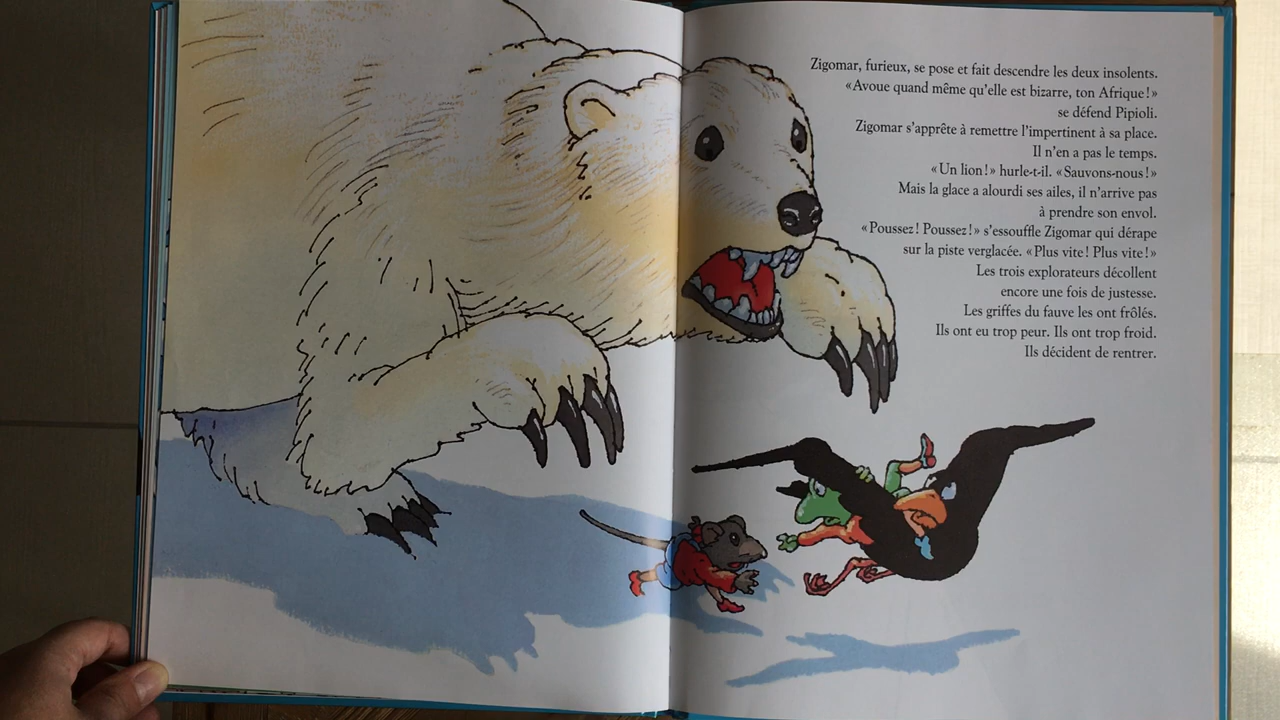 Zigomar, furieux, se pose et fait descendre les deux insolents.
«Avoue quand même qu'elle est bizarre, ton Afrique!»
se défend Pipioli.
Zigomar s'apprête à remettre l'impertinent à sa place.
Il n'en a pas le temps.
«Un lion!» hurle-t-il. «Sauvons-nous!»
Mais la glace a alourdi ses ailes, il n'arrive pas
à prendre son envol.
«Poussez! Poussez!» s'essouffle Zigomar qui dérape
sur la piste verglacée. «Plus vite! Plus vite!»
Les trois explorateurs décollent
encore une fois de justesse.
Les griffes du fauve les ont frôlés.
Ils ont eu trop peur. Ils ont trop froid.
Ils décident de rentrer.